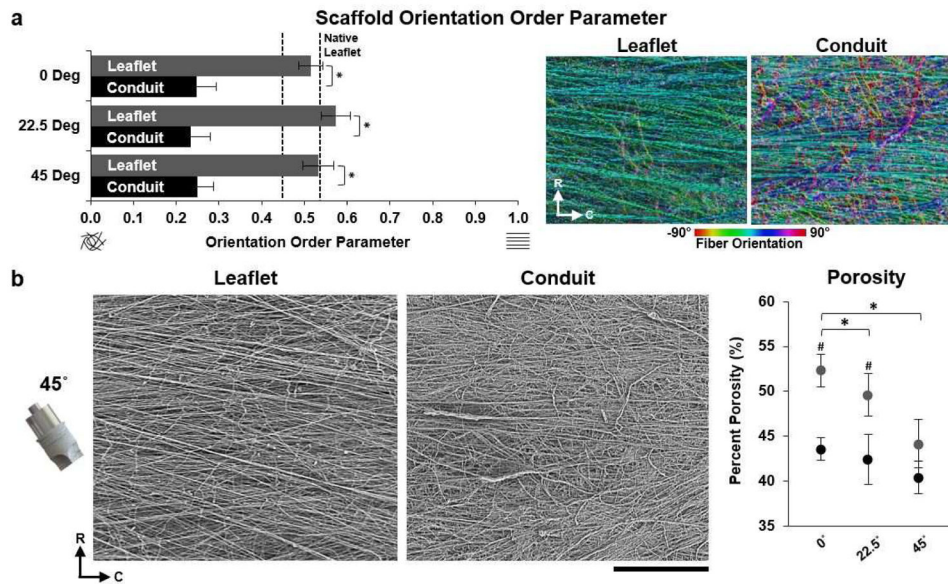 a
Scaffold Orientation Order Parameter
Native
Leaflet
0 Deg
Leaflet
Conduit
*
22.5 Deg
Leaflet
Conduit
*
45 Deg
Leaflet
Conduit
*
0.0 0.1 0.2 0.3 0.4 0.5 0.6 0.7 0.8 0.9 1.0
Orientation Order Parameter
Leaflet Conduit
R
C
-90° 90°
Fiber Orientation
b
Leaflet Conduit
45°
R
C
Porosity
Percent Porosity (%)
60
55
50
45
40
35
*
*
#
#
0° 22.5° 45°